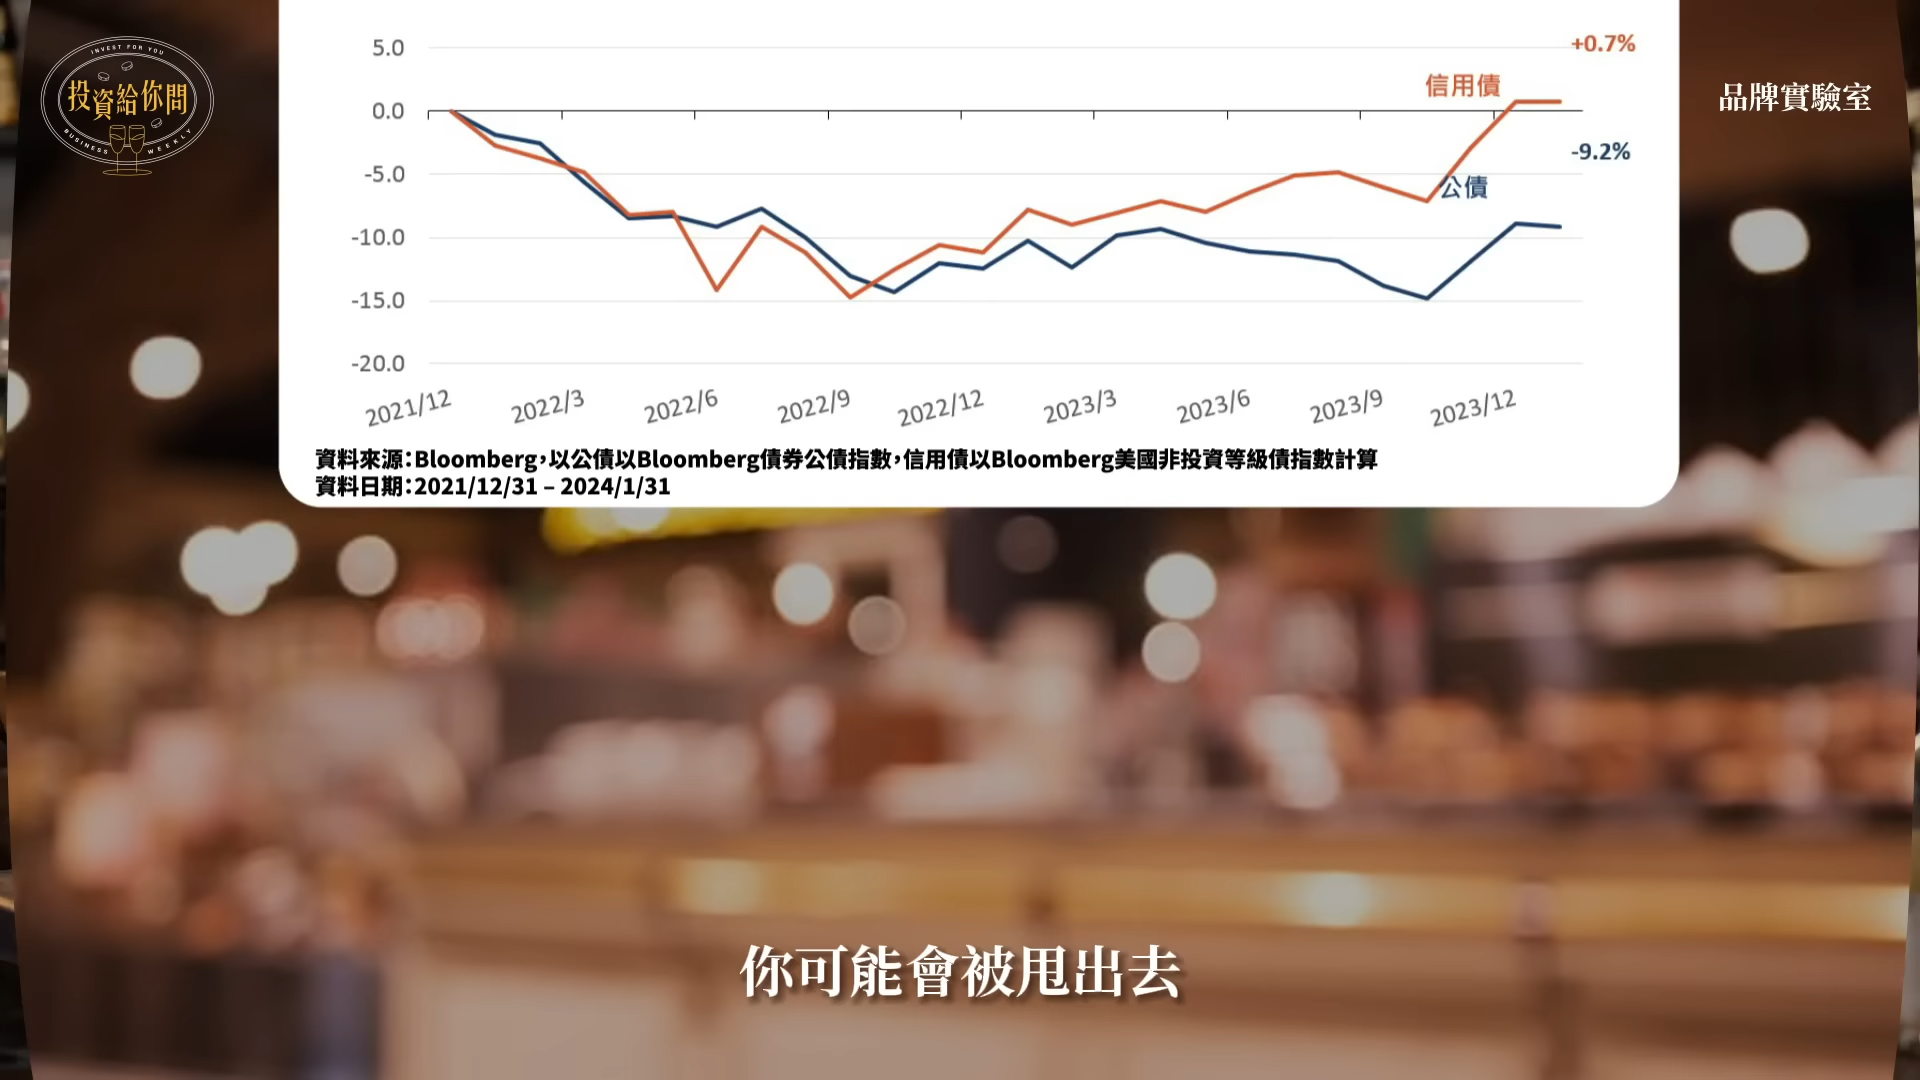 INVEST FOR YOU
投資給你問
BUSINESS WEEKLY
品牌實驗室
5.0
0.0
-5.0
-10.0
-15.0
-20.0
+0.7%
信用債
-9.2%
公債
2021/12
2022/3
2022/6
2022/9
2022/12
2023/3
2023/6
2023/9
2023/12
資料來源：Bloomberg，以公債以Bloomberg債券公債指數，信用債以Bloomberg美國非投資等級債指數計算
資料日期：2021/12/31 – 2024/1/31
你可能會被甩出去